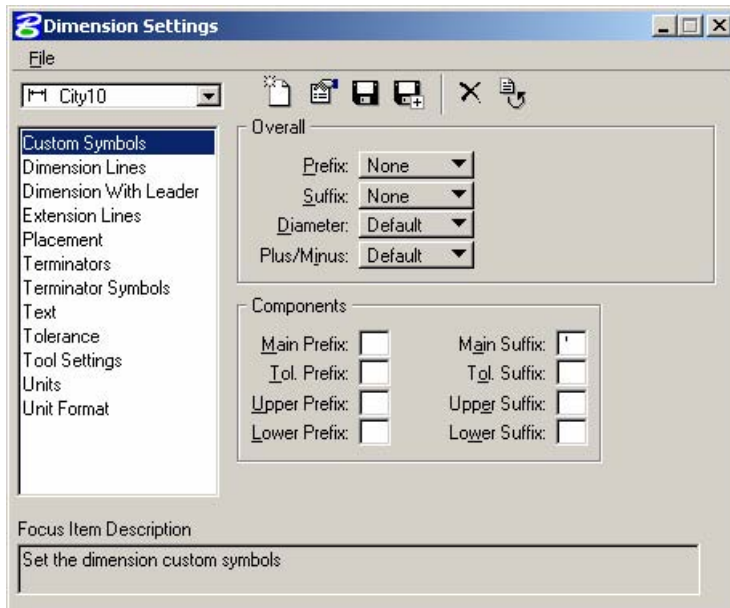 Dimension Settings
File
City10
Custom Symbols
Dimension Lines
Dimension With Leader
Extension Lines
Placement
Terminators
Terminator Symbols
Text
Tolerance
Tool Settings
Units
Unit Format
Overall
Prefix: None
Suffix: None
Diameter: Default
Plus/Minus: Default
Components
Main Prefix: Main Suffix: '
Tol. Prefix: Tol. Suffix:
Upper Prefix: Upper Suffix:
Lower Prefix: Lower Suffix:
Focus Item Description
Set the dimension custom symbols